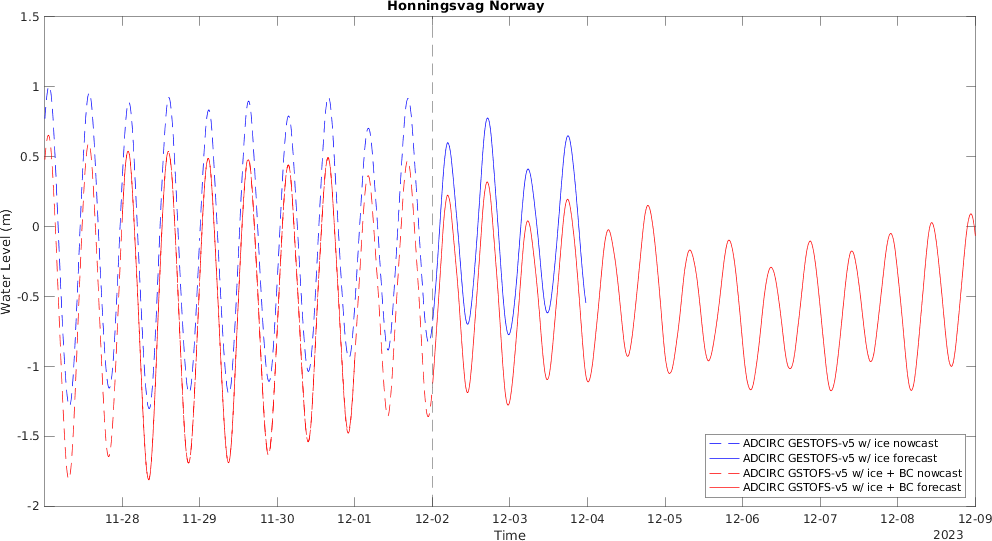 Honningsvag Norway
1.5
1
0.5
0
-0.5
-1
-1.5
-2
Water Level (m)
11-28 11-29 11-30 12-01 12-02 12-03 12-04 12-05 12-06 12-07 12-08 12-09
Time
2023
ADCIRC GESTOFS-v5 w/ ice nowcast
ADCIRC GESTOFS-v5 w/ ice forecast
ADCIRC GSTOFS-v5 w/ ice + BC nowcast
ADCIRC GSTOFS-v5 w/ ice + BC forecast